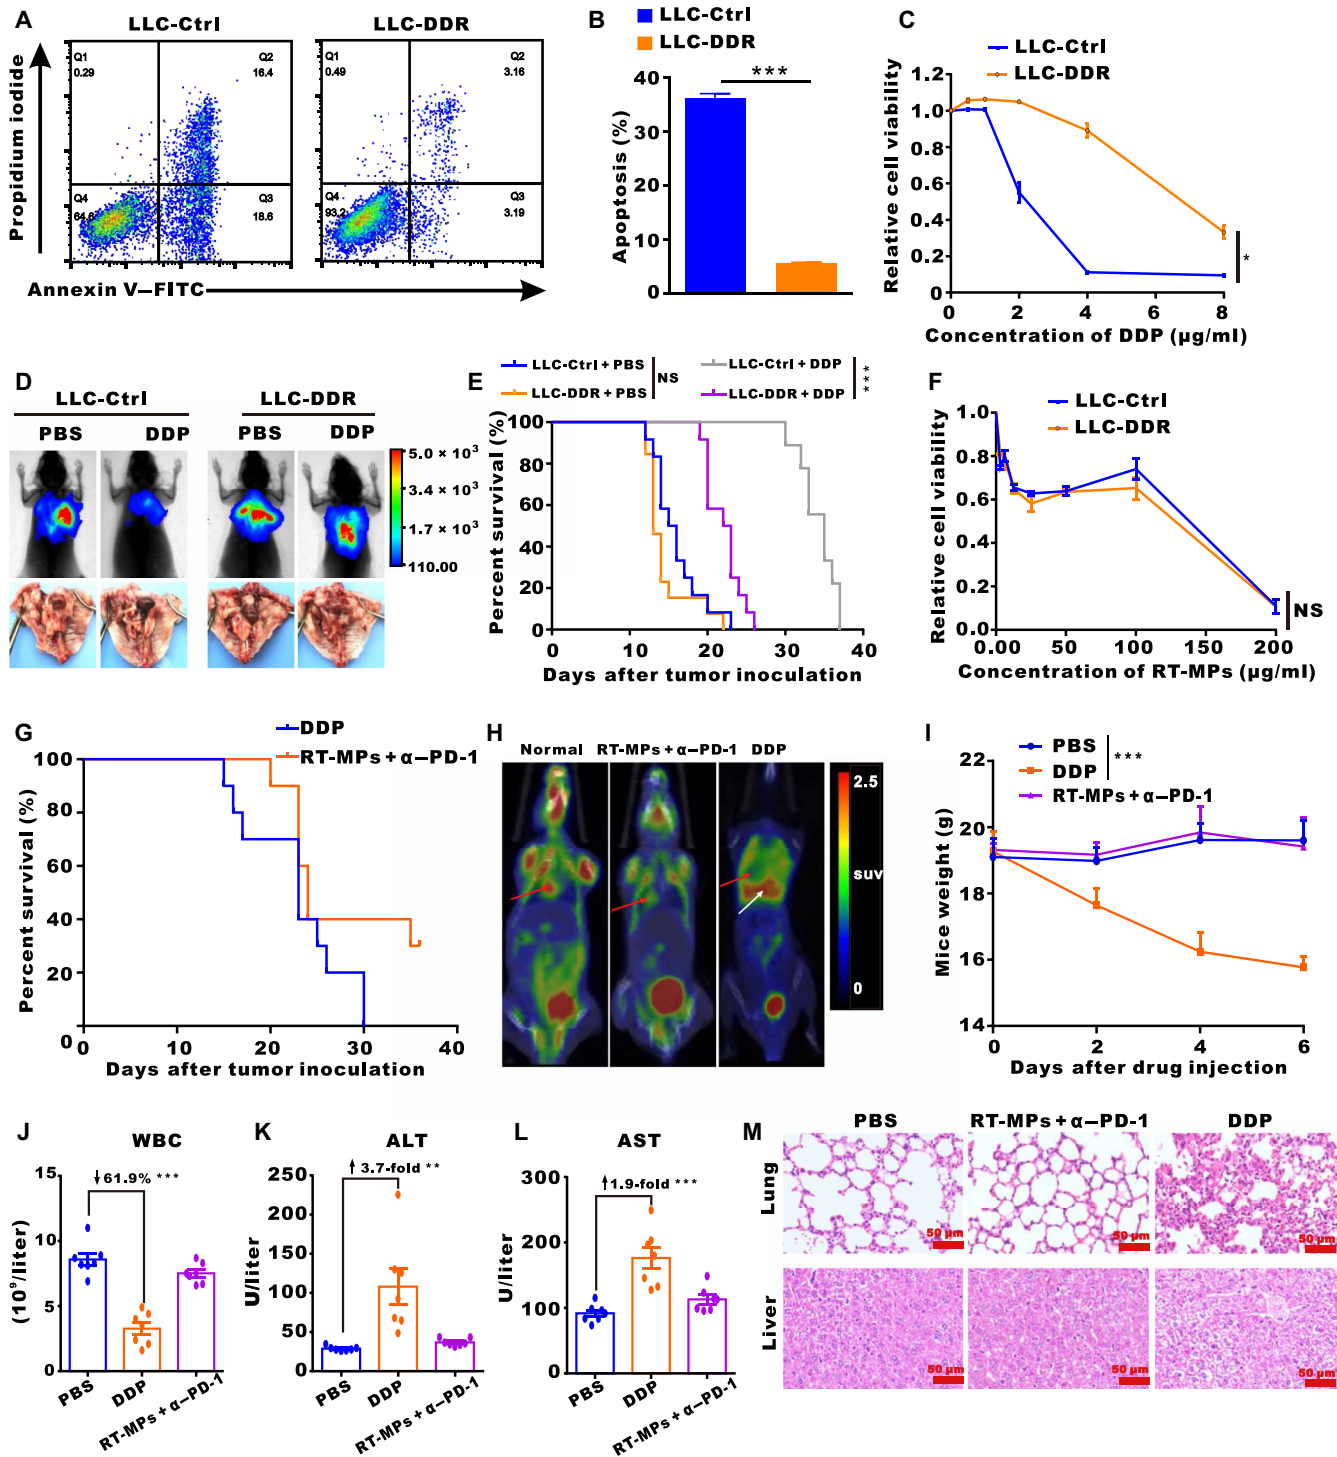 A
LLC-Ctrl
LLC-DDR
Q1
0.29
Q2
16.4
Q4
64.6
Q3
18.6
Q1
0.49
Q2
3.16
Q4
93.2
Q3
3.19
Propidium iodide
Annexin V–FITC
B
LLC-Ctrl
LLC-DDR
***
Apoptosis (%)
40
30
20
10
0
C
LLC-Ctrl
LLC-DDR
Relative cell viability
1.2
1.0
0.8
0.6
0.4
0.2
0
*
0 2 4 6 8
Concentration of DDP (μg/ml)
D
LLC-Ctrl
LLC-DDR
PBS DDP PBS DDP
5.0 × 10³
3.4 × 10³
1.7 × 10³
110.00
E
LLC-Ctrl + PBS
LLC-DDR + PBS
NS
LLC-Ctrl + DDP
LLC-DDR + DDP
***
Percent survival (%)
100
80
60
40
20
0
0 10 20 30 40
Days after tumor inoculation
F
LLC-Ctrl
LLC-DDR
Relative cell viability
1.0
0.8
0.6
0.4
0.2
0.0
NS
0.00 50 100 150 200
Concentration of RT-MPs (μg/ml)
G
DDP
RT-MPs + α–PD-1
Percent survival (%)
100
80
60
40
20
0
0 10 20 30 40
Days after tumor inoculation
H
Normal RT-MPs + α–PD-1 DDP
2.5
suv
0
I
PBS
DDP
RT-MPs + α–PD-1
***
Mice weight (g)
22
20
18
16
14
0 2 4 6
Days after drug injection
J
WBC
↓ 61.9% ***
(10⁹/liter)
15
10
5
0
PBS
DDP
RT-MPs + α–PD-1
K
ALT
↑ 3.7-fold **
U/liter
250
200
150
100
50
0
PBS
DDP
RT-MPs + α–PD-1
L
AST
↑ 1.9-fold ***
U/liter
300
200
100
0
PBS
DDP
RT-MPs + α–PD-1
M
PBS RT-MPs + α–PD-1 DDP
Lung
50 μm
50 μm
50 μm
Liver
50 μm
50 μm
50 μm